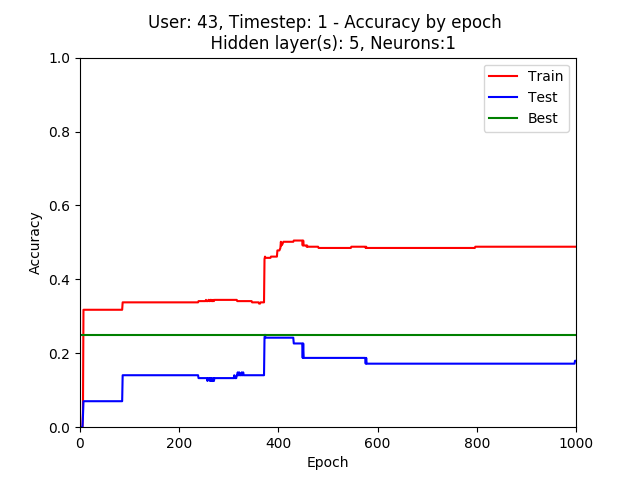 User: 43, Timestep: 1 - Accuracy by epoch
Hidden layer(s): 5, Neurons:1
Train
Test
Best
Accuracy
1.0
0.8
0.6
0.4
0.2
0.0
0 200 400 600 800 1000
Epoch